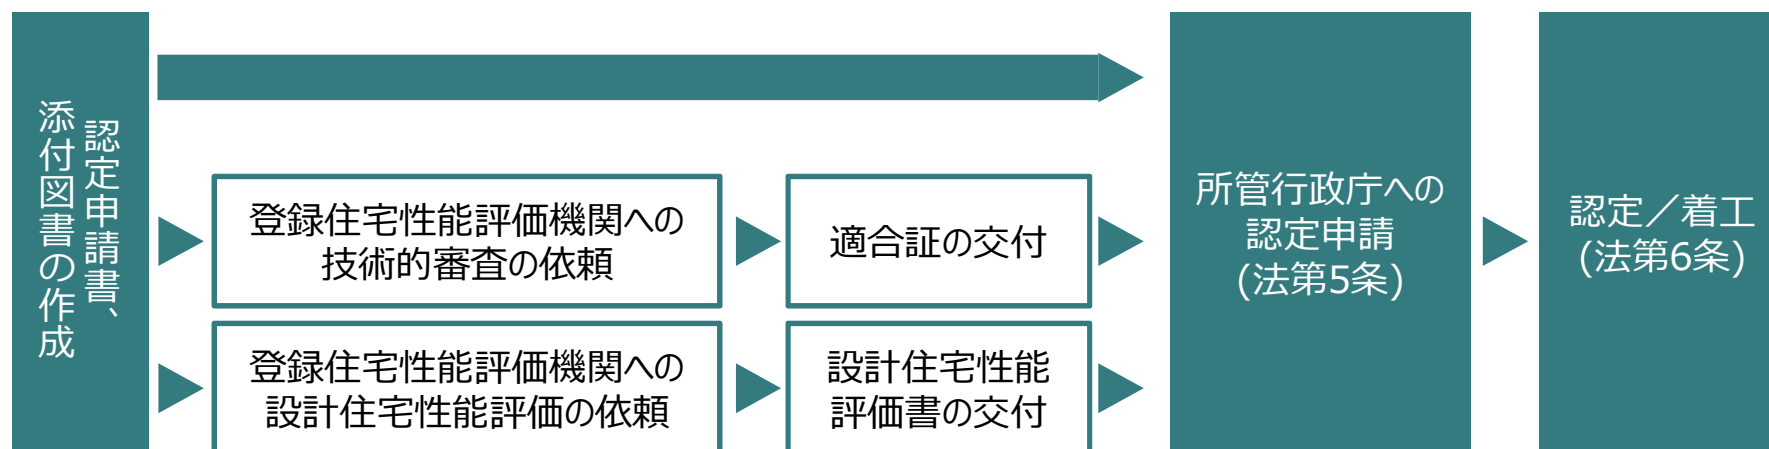 認定申請書、
添付図書の作成
登録住宅性能評価機関への
技術的審査の依頼
適合証の交付
登録住宅性能評価機関への
設計住宅性能評価の依頼
設計住宅性能
評価書の交付
所管行政庁への
認定申請
(法第5条)
認定／着工
(法第6条)